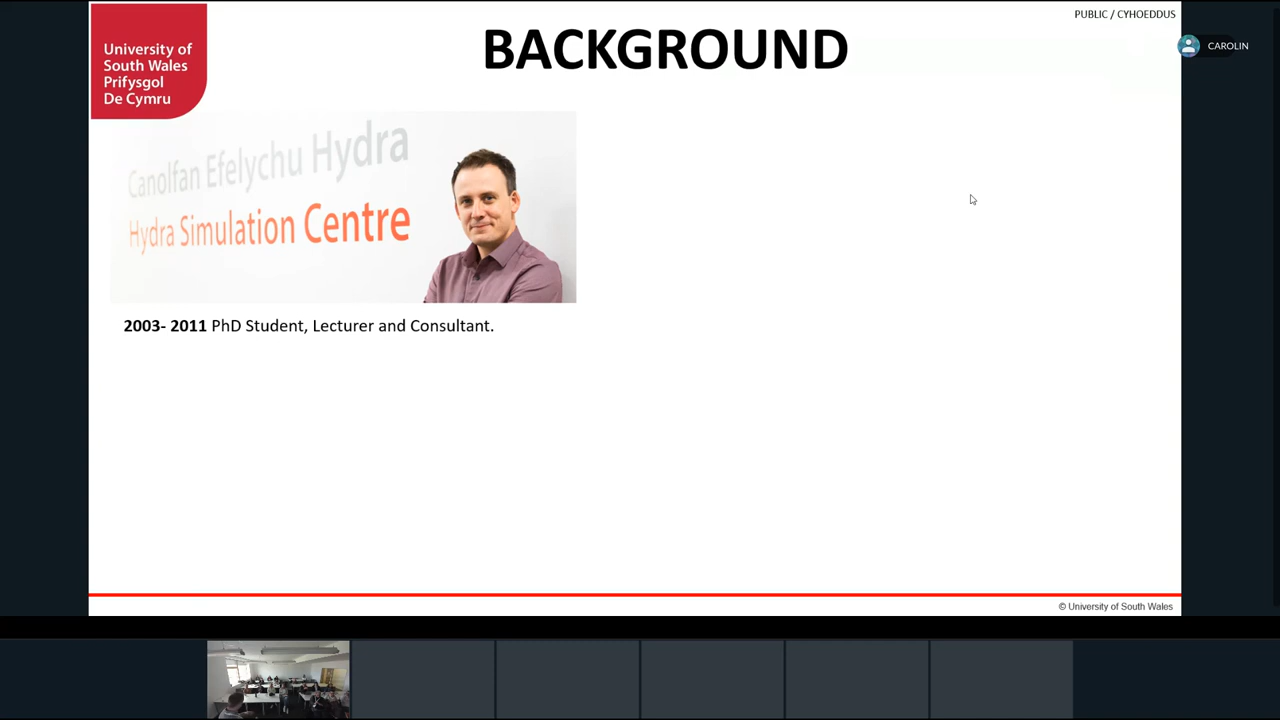 PUBLIC / CYHOEDDUS
University of
South Wales
Prifysgol
De Cymru
BACKGROUND
CAROLIN
Canolfan Efelychu Hydra
Hydra Simulation Centre
2003- 2011 PhD Student, Lecturer and Consultant.
© University of South Wales